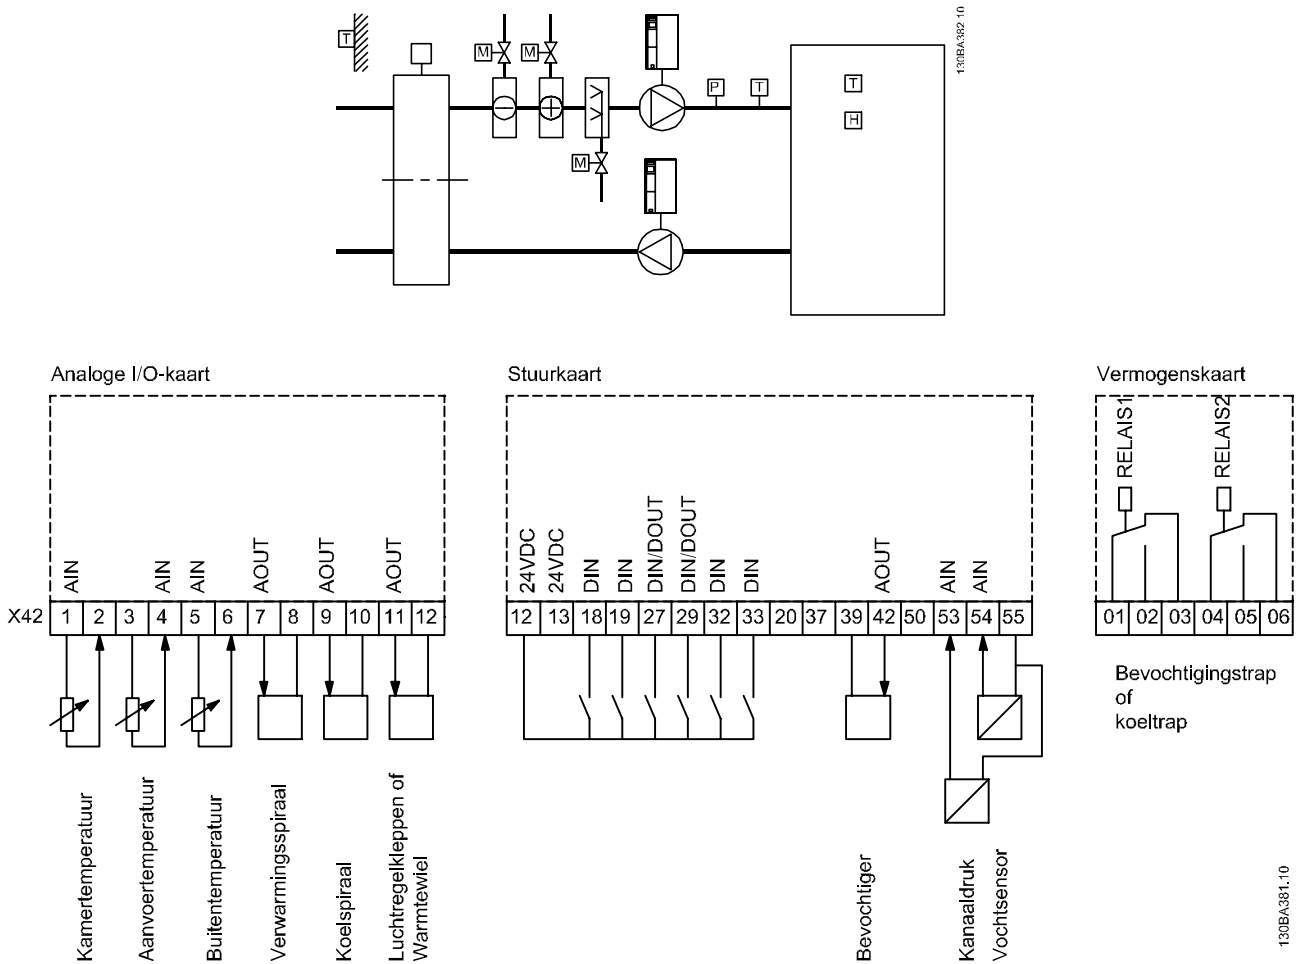 130BA382.10
T
M
M
P
T
T
H
M
Analoge I/O-kaart
Stuurkaart
Vermogenskaart
RELAIS1
RELAIS2
AIN
AIN
AIN
AOUT
AOUT
AOUT
24VDC
24VDC
DIN
DIN
DIN/DOUT
DIN/DOUT
DIN
DIN
AOUT
AIN
AIN
X42 1 2 3 4 5 6 7 8 9 10 11 12
12 13 18 19 27 29 32 33 20 37 39 42 50 53 54 55
01 02 03 04 05 06
Bevochtigingstrap
of
koeltrap
Kamertemperatuur
Aanvoertemperatuur
Buitentemperatuur
Verwarmingsspiraal
Koelspiraal
Luchtregelkleppen of
Warmtewiel
Bevochtiger
Kanaaldruk
Vochtsensor
130BA381.10